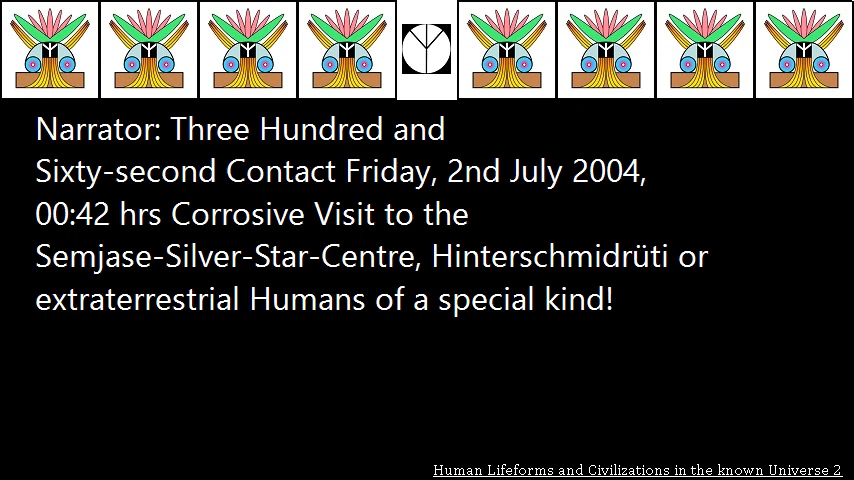 Narrator: Three Hundred and
Sixty-second Contact Friday, 2nd July 2004,
00:42 hrs Corrosive Visit to the
Semjase-Silver-Star-Centre, Hinterschmidrüti or
extraterrestrial Humans of a special kind!
Human Lifeforms and Civilizations in the known Universe 2